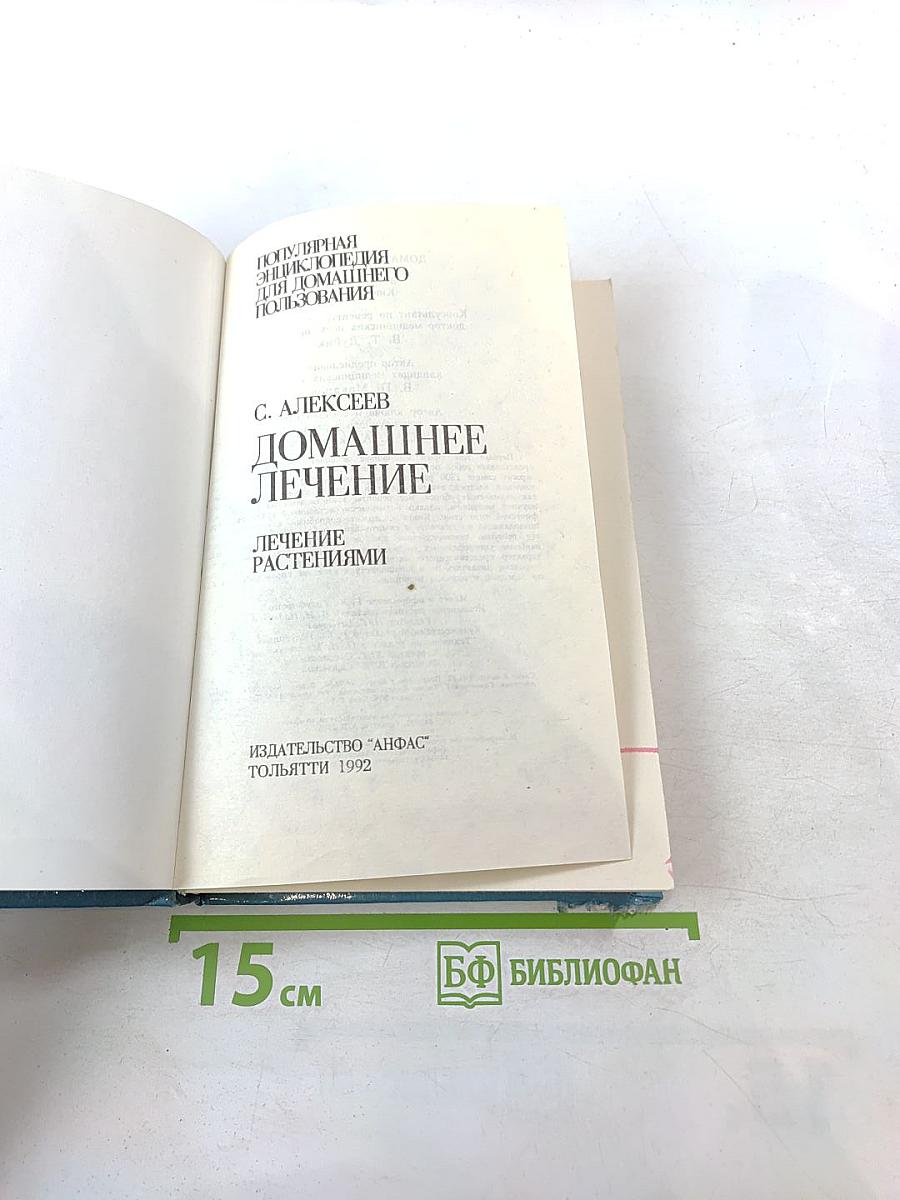 ПОПУЛЯРНАЯ
ЭНЦИКЛОПЕДИЯ
ДЛЯ ДОМАШНЕГО
ПОЛЬЗОВАНИЯ
С. АЛЕКСЕЕВ
ДОМАШНЕЕ
ЛЕЧЕНИЕ
ЛЕЧЕНИЕ
РАСТЕНИЯМИ
ИЗДАТЕЛЬСТВО "АНФАС"
ТОЛЬЯТТИ 1992
15 см
БФ БИБЛИОФАН